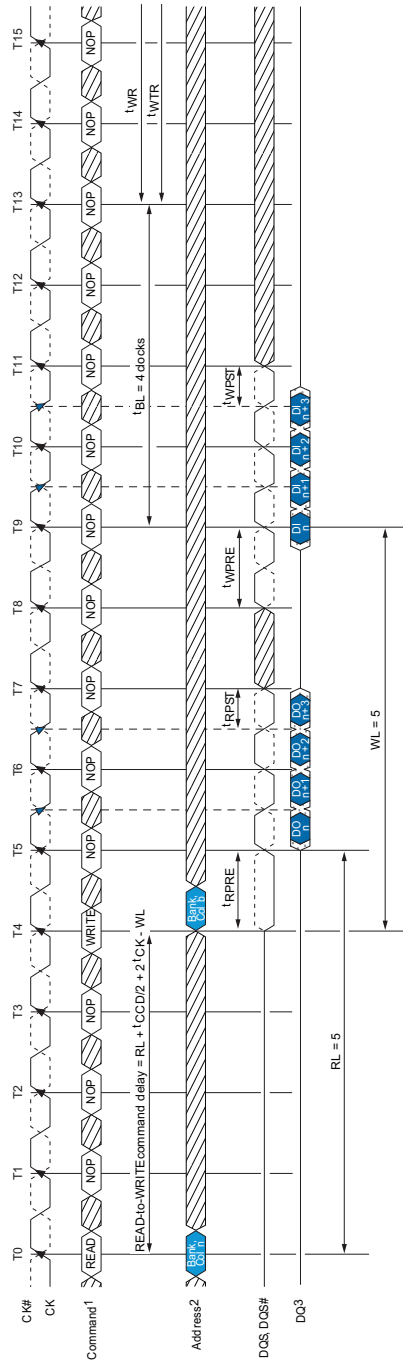 T0 T1 T2 T3 T4 T5 T6 T7 T8 T9 T10 T11 T12 T13 T14 T15
CK#
CK
Command1 READ NOP NOP NOP WRITE NOP NOP NOP NOP NOP NOP NOP NOP NOP NOP NOP
READ-to-WRITE command delay = RL + tCCD/2 + 2 tCK - WL
tBL = 4 docks
tWR
tWTR
Address2 Bank, Col n Bank, Col b
tRPRE tRPST tWPRE tWPST
DQS, DQS#
DQ3 DO n DO n+1 DO n+2 DO n+3 DI n DI n+1 DI n+2 DI n+3
RL = 5
WL = 5